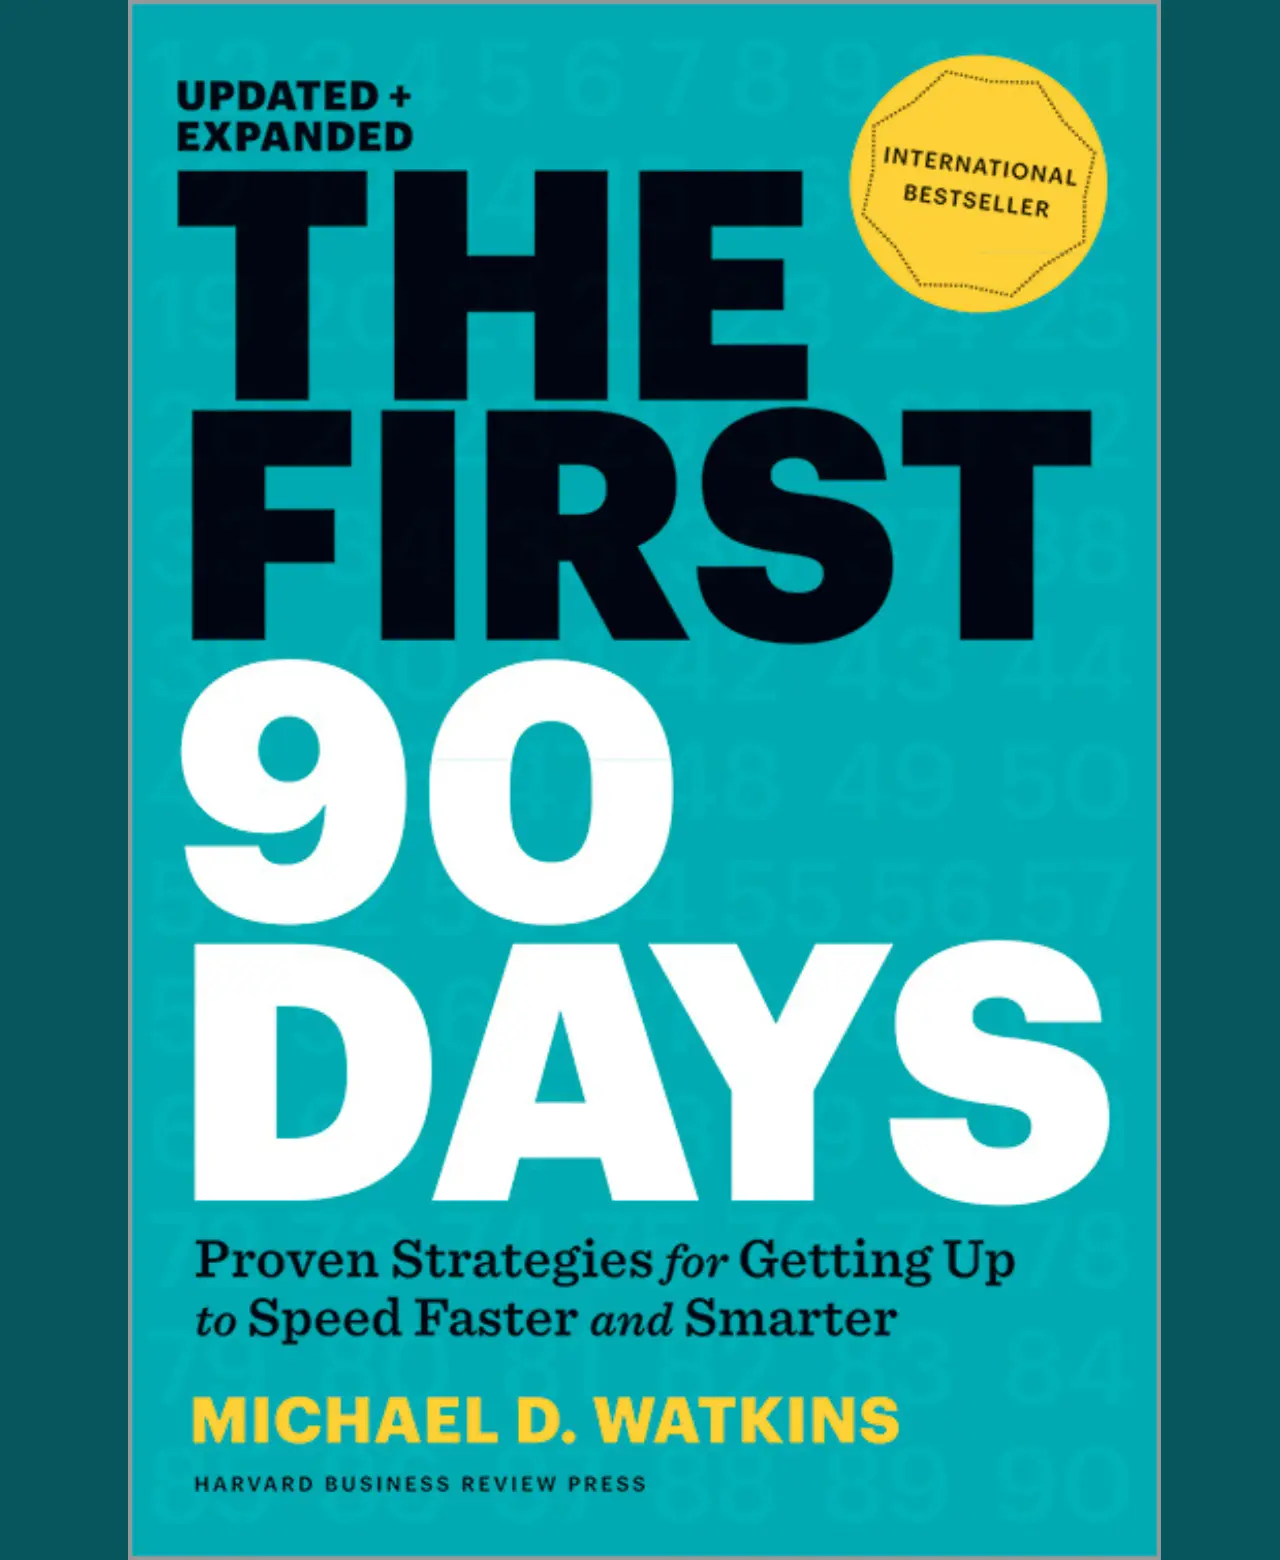 UPDATED +
EXPANDED
INTERNATIONAL
BESTSELLER
THE
FIRST
90
DAYS
Proven Strategies for Getting Up
to Speed Faster and Smarter
MICHAEL D. WATKINS
HARVARD BUSINESS REVIEW PRESS